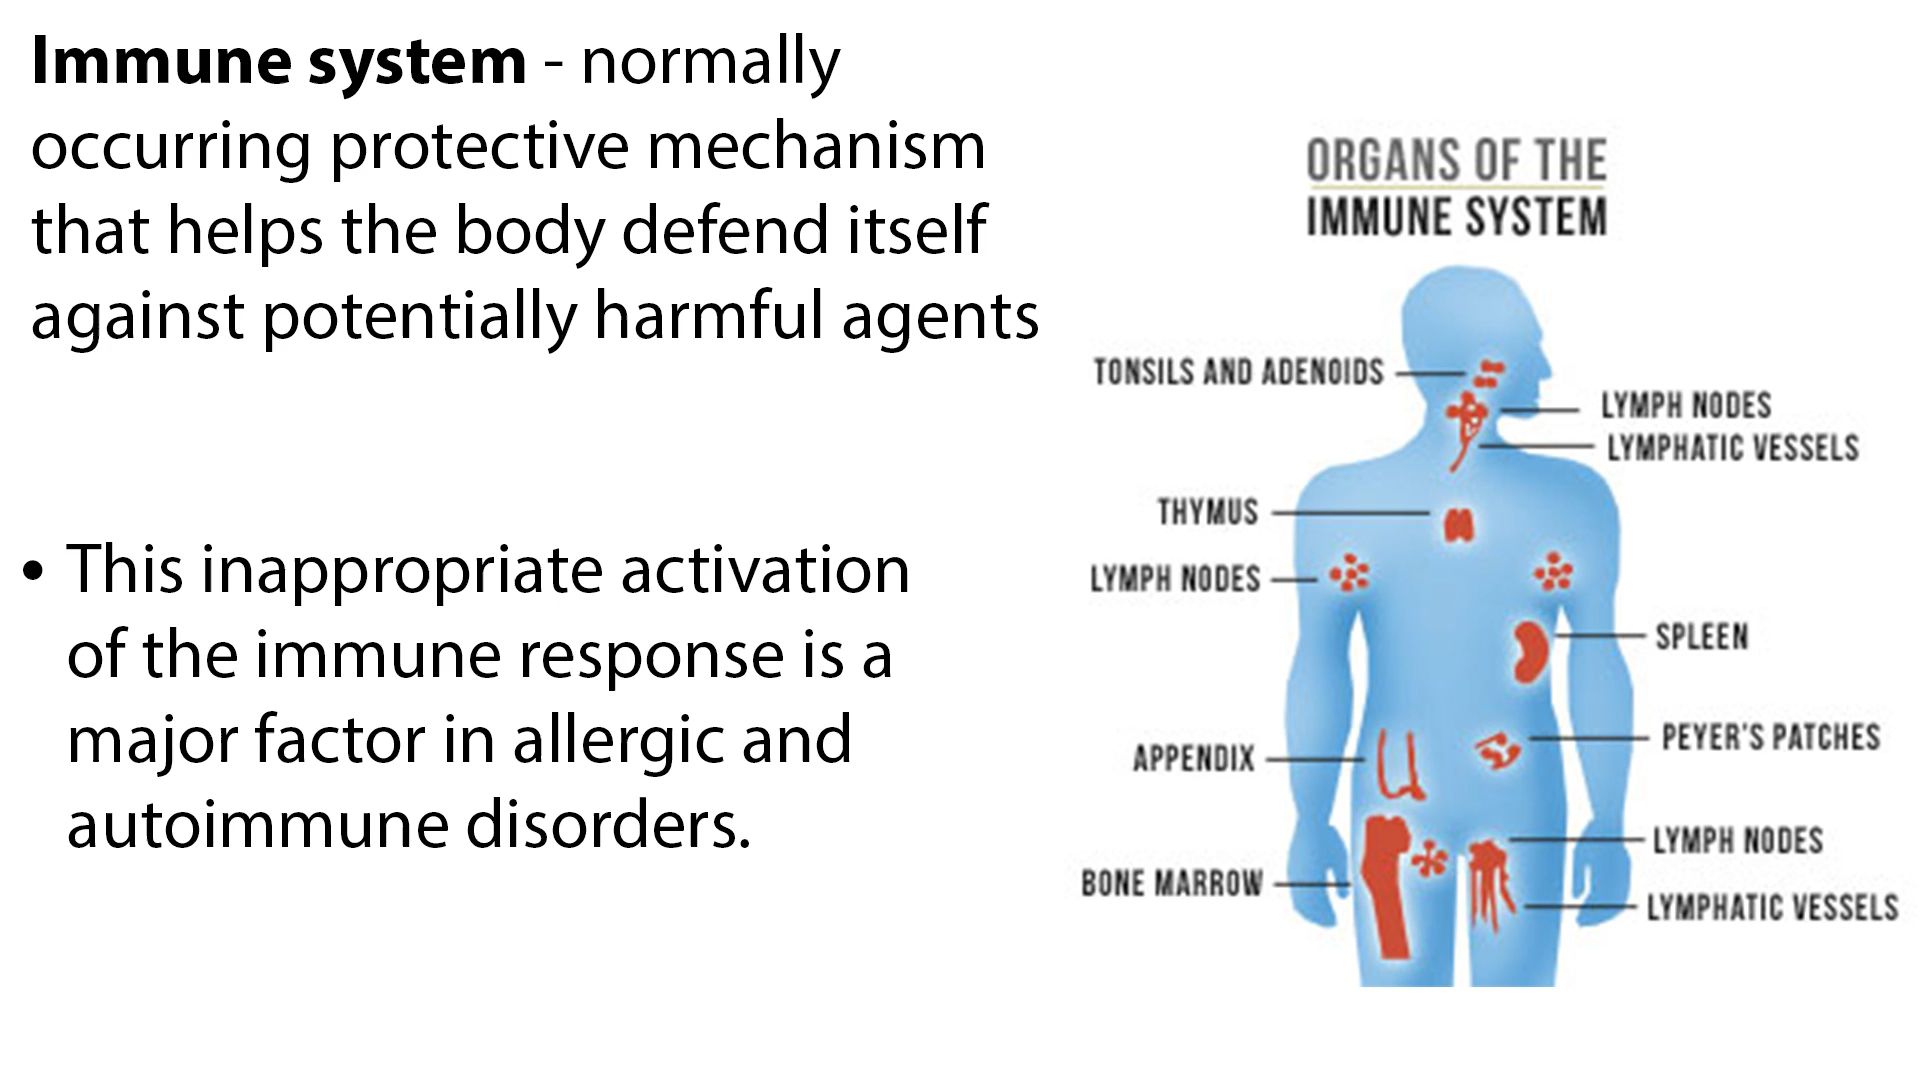 Immune system - normally
occurring protective mechanism
that helps the body defend itself
against potentially harmful agents
• This inappropriate activation
of the immune response is a
major factor in allergic and
autoimmune disorders.
ORGANS OF THE
IMMUNE SYSTEM
TONSILS AND ADENOIDS
LYMPH NODES
LYMPHATIC VESSELS
THYMUS
LYMPH NODES
SPLEEN
PEYER'S PATCHES
APPENDIX
LYMPH NODES
BONE MARROW
LYMPHATIC VESSELS